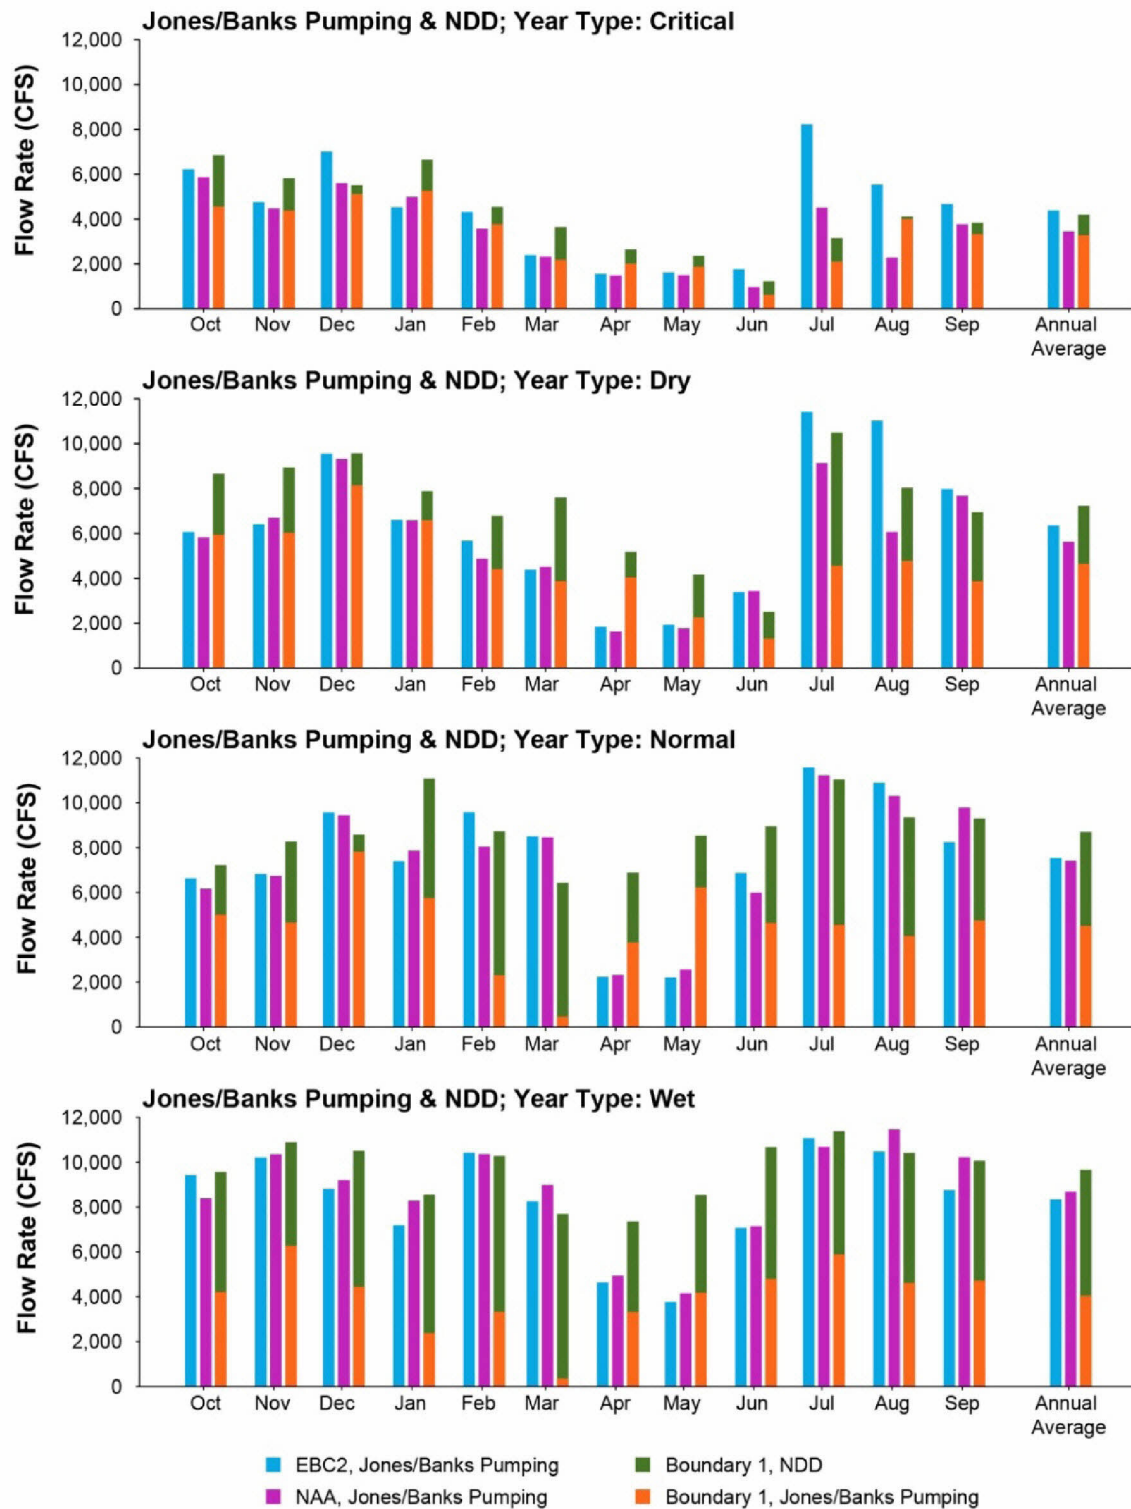 Jones/Banks Pumping & NDD; Year Type: Critical
Flow Rate (CFS)
12,000
10,000
8,000
6,000
4,000
2,000
0
Oct Nov Dec Jan Feb Mar Apr May Jun Jul Aug Sep Annual
Average
Jones/Banks Pumping & NDD; Year Type: Dry
Flow Rate (CFS)
12,000
10,000
8,000
6,000
4,000
2,000
0
Oct Nov Dec Jan Feb Mar Apr May Jun Jul Aug Sep Annual
Average
Jones/Banks Pumping & NDD; Year Type: Normal
Flow Rate (CFS)
12,000
10,000
8,000
6,000
4,000
2,000
0
Oct Nov Dec Jan Feb Mar Apr May Jun Jul Aug Sep Annual
Average
Jones/Banks Pumping & NDD; Year Type: Wet
Flow Rate (CFS)
12,000
10,000
8,000
6,000
4,000
2,000
0
Oct Nov Dec Jan Feb Mar Apr May Jun Jul Aug Sep Annual
Average
EBC2, Jones/Banks Pumping
Boundary 1, NDD
NAA, Jones/Banks Pumping
Boundary 1, Jones/Banks Pumping